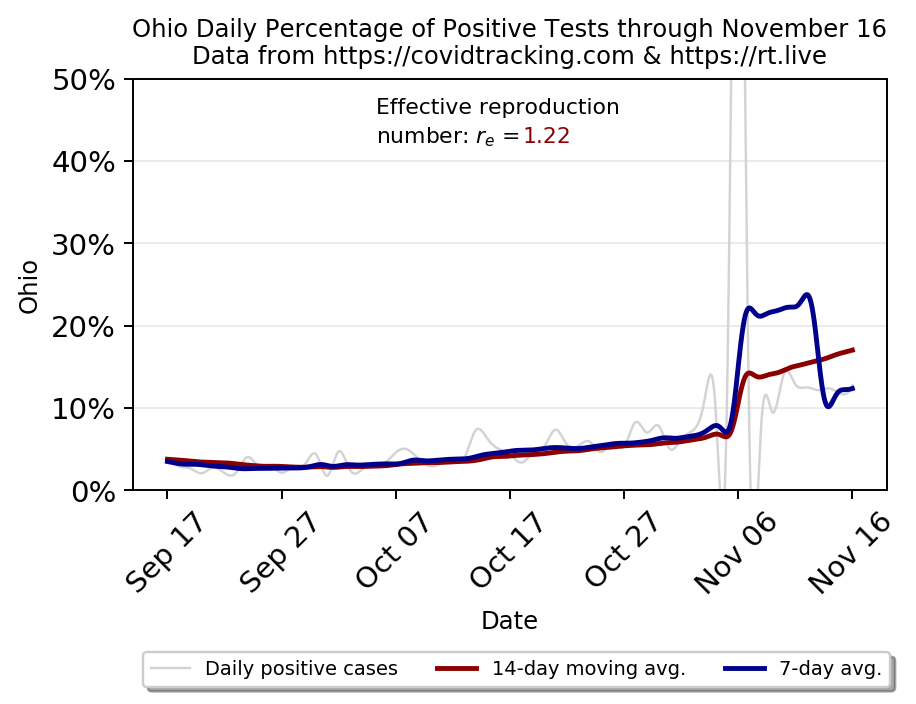 Ohio Daily Percentage of Positive Tests through November 16
Data from https://covidtracking.com & https://rt.live
50%
Effective reproduction
number: rₑ =1.22
40%
30%
Ohio
20%
10%
0%
Sep 17
Sep 27
Oct 07
Oct 17
Oct 27
Nov 06
Nov 16
Date
Daily positive cases
14-day moving avg.
7-day avg.